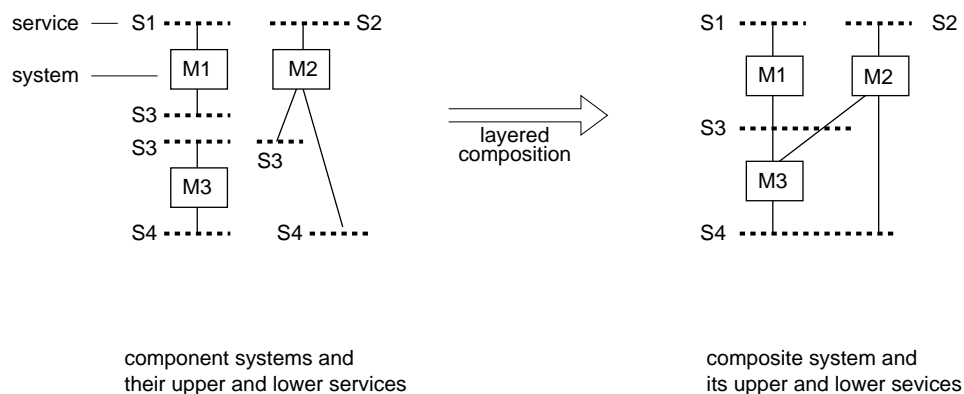 service
S1
S2
system
M1
M2
S3
S3
S3
M3
S4
S4
layered
composition
S1
S2
M1
M2
S3
M3
S4
component systems and
their upper and lower services
composite system and
its upper and lower sevices